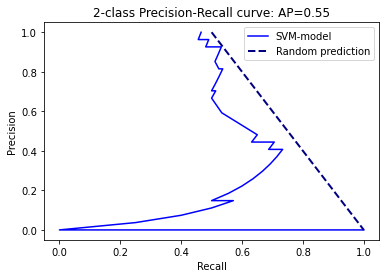 2-class Precision-Recall curve: AP=0.55
SVM-model
Random prediction
Precision
1.0
0.8
0.6
0.4
0.2
0.0
0.0 0.2 0.4 0.6 0.8 1.0
Recall